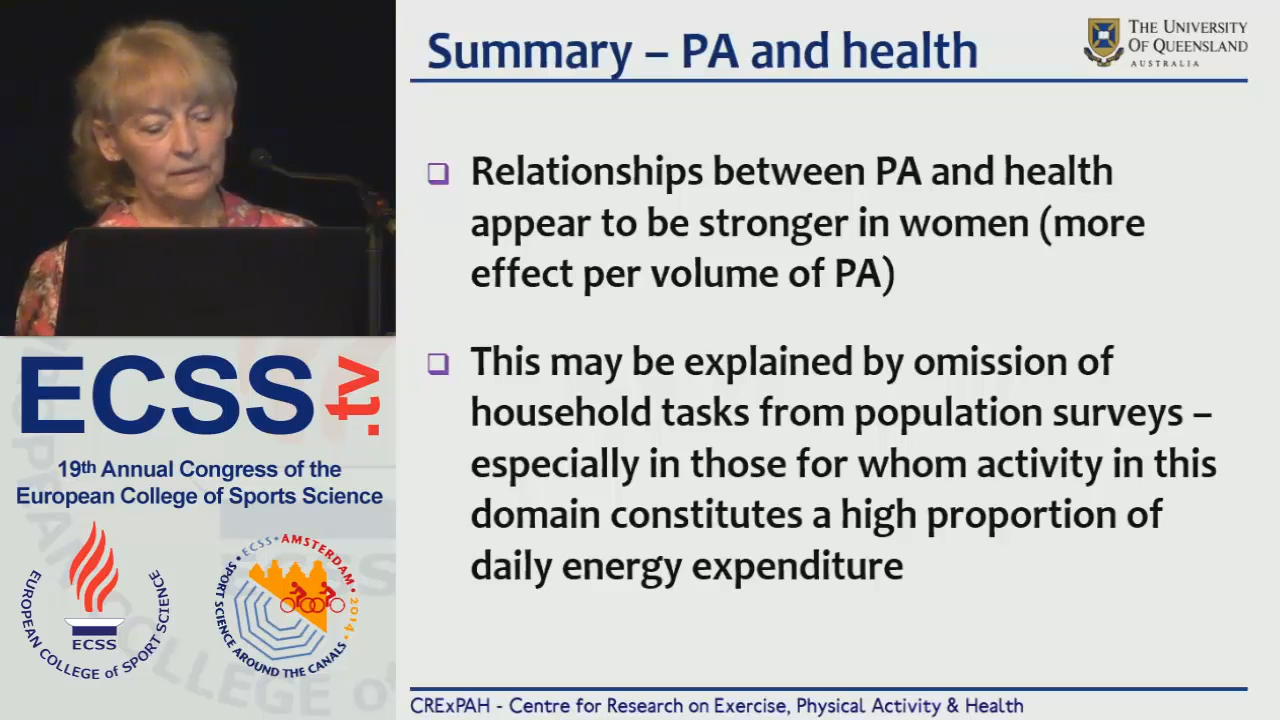 Summary – PA and health
THE UNIVERSITY
OF QUEENSLAND
AUSTRALIA
Relationships between PA and health
appear to be stronger in women (more
effect per volume of PA)
This may be explained by omission of
household tasks from population surveys –
especially in those for whom activity in this
domain constitutes a high proportion of
daily energy expenditure
CRExPAH - Centre for Research on Exercise, Physical Activity & Health
ECSS.tv
19th Annual Congress of the
European College of Sports Science
EUROPEAN COLLEGE OF SPORT SCIENCE
ECSS
•ECSS•AMSTERDAM•2014•
SPORT SCIENCE AROUND THE CANALS